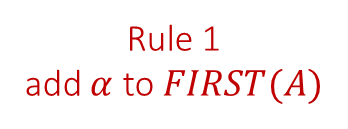 Rule 1
add α to FIRST(A)